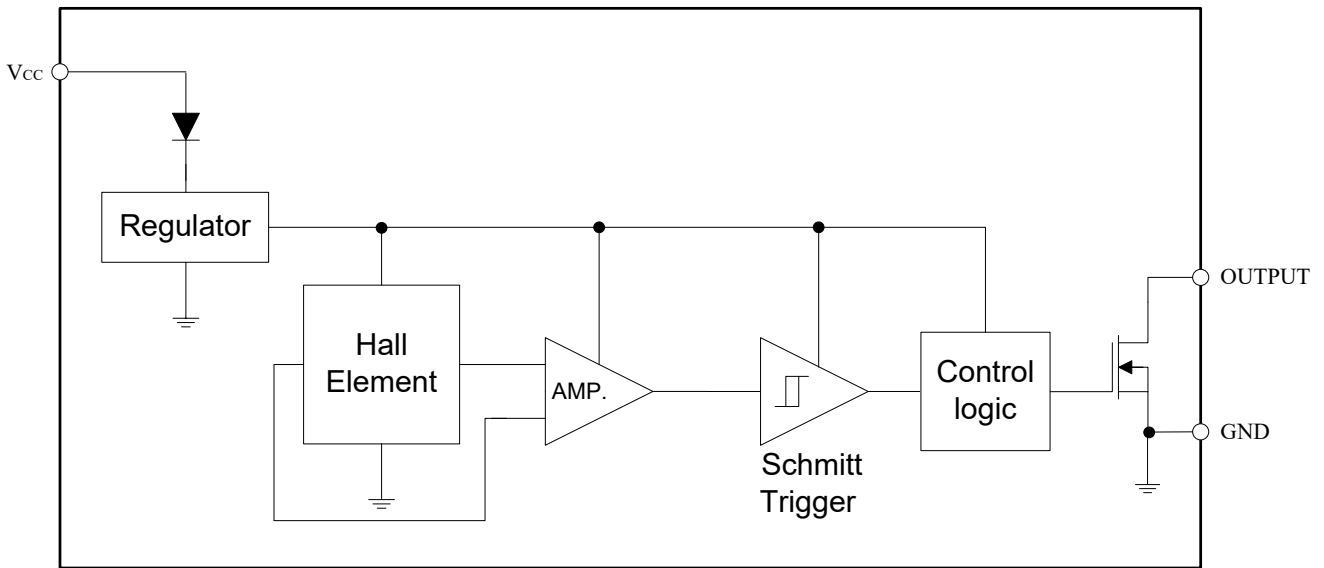 VCC
Regulator
OUTPUT
Hall
Element
AMP.
Control
logic
GND
Schmitt
Trigger